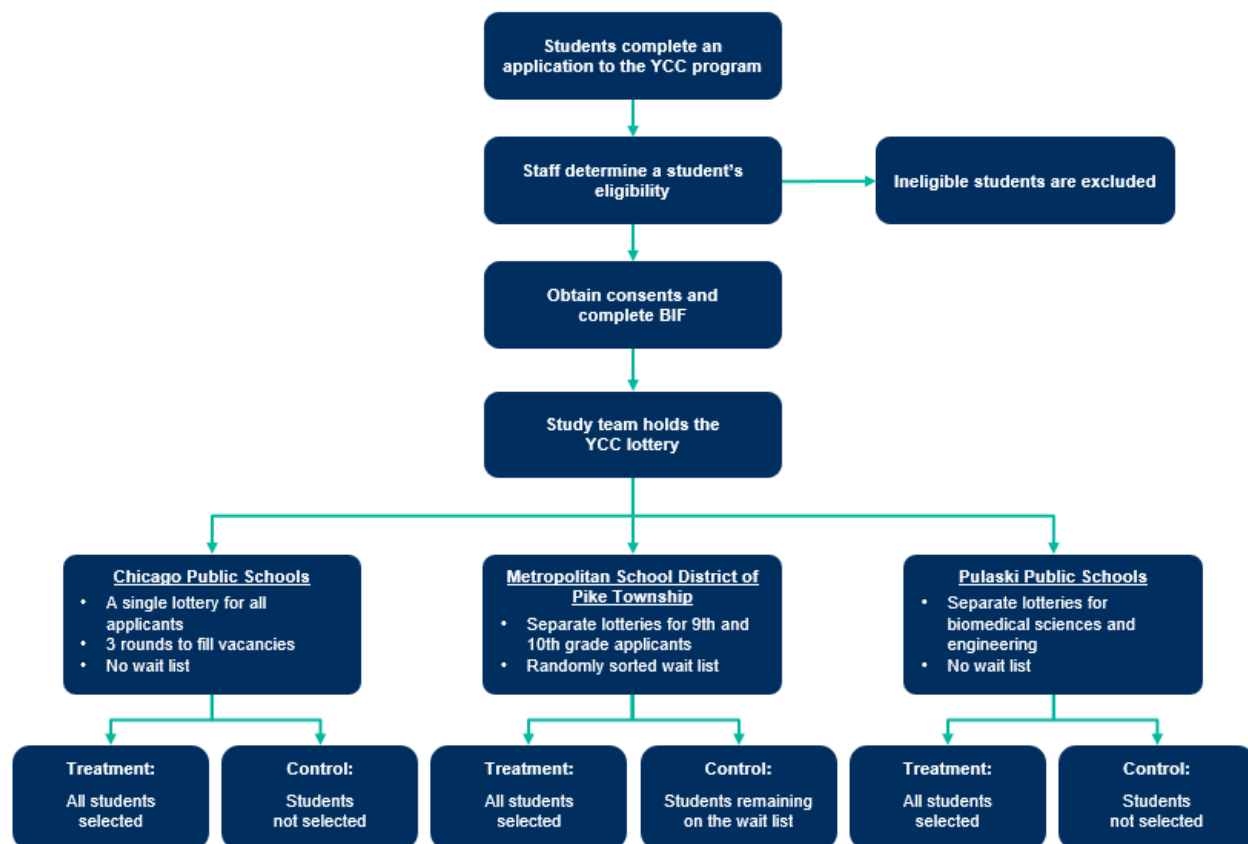 Students complete an
application to the YCC program
Staff determine a student's
eligibility
Ineligible students are excluded
Obtain consents and
complete BIF
Study team holds the
YCC lottery
Chicago Public Schools
• A single lottery for all
applicants
• 3 rounds to fill vacancies
• No wait list
Metropolitan School District of
Pike Township
• Separate lotteries for 9th and
10th grade applicants
• Randomly sorted wait list
Pulaski Public Schools
• Separate lotteries for
biomedical sciences and
engineering
• No wait list
Treatment:
All students
selected
Control:
Students
not selected
Treatment:
All students
selected
Control:
Students remaining
on the wait list
Treatment:
All students
selected
Control:
Students
not selected